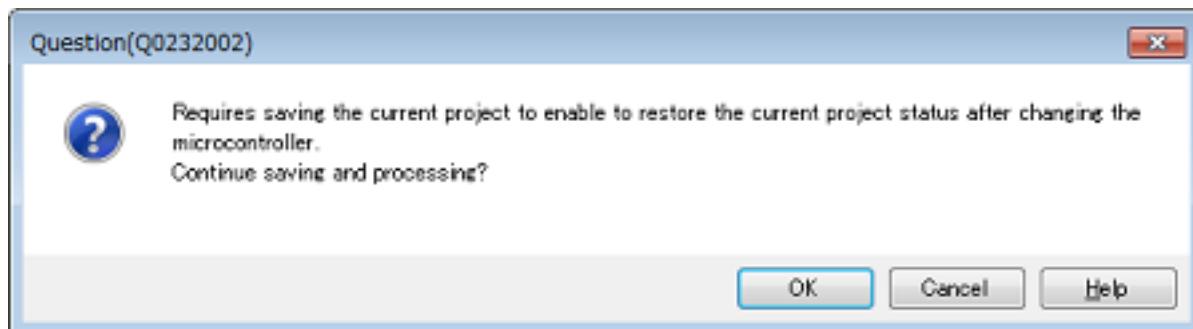 Question(Q0232002)
Requires saving the current project to enable to restore the current project status after changing the
microcontroller.
Continue saving and processing?
OK
Cancel
Help